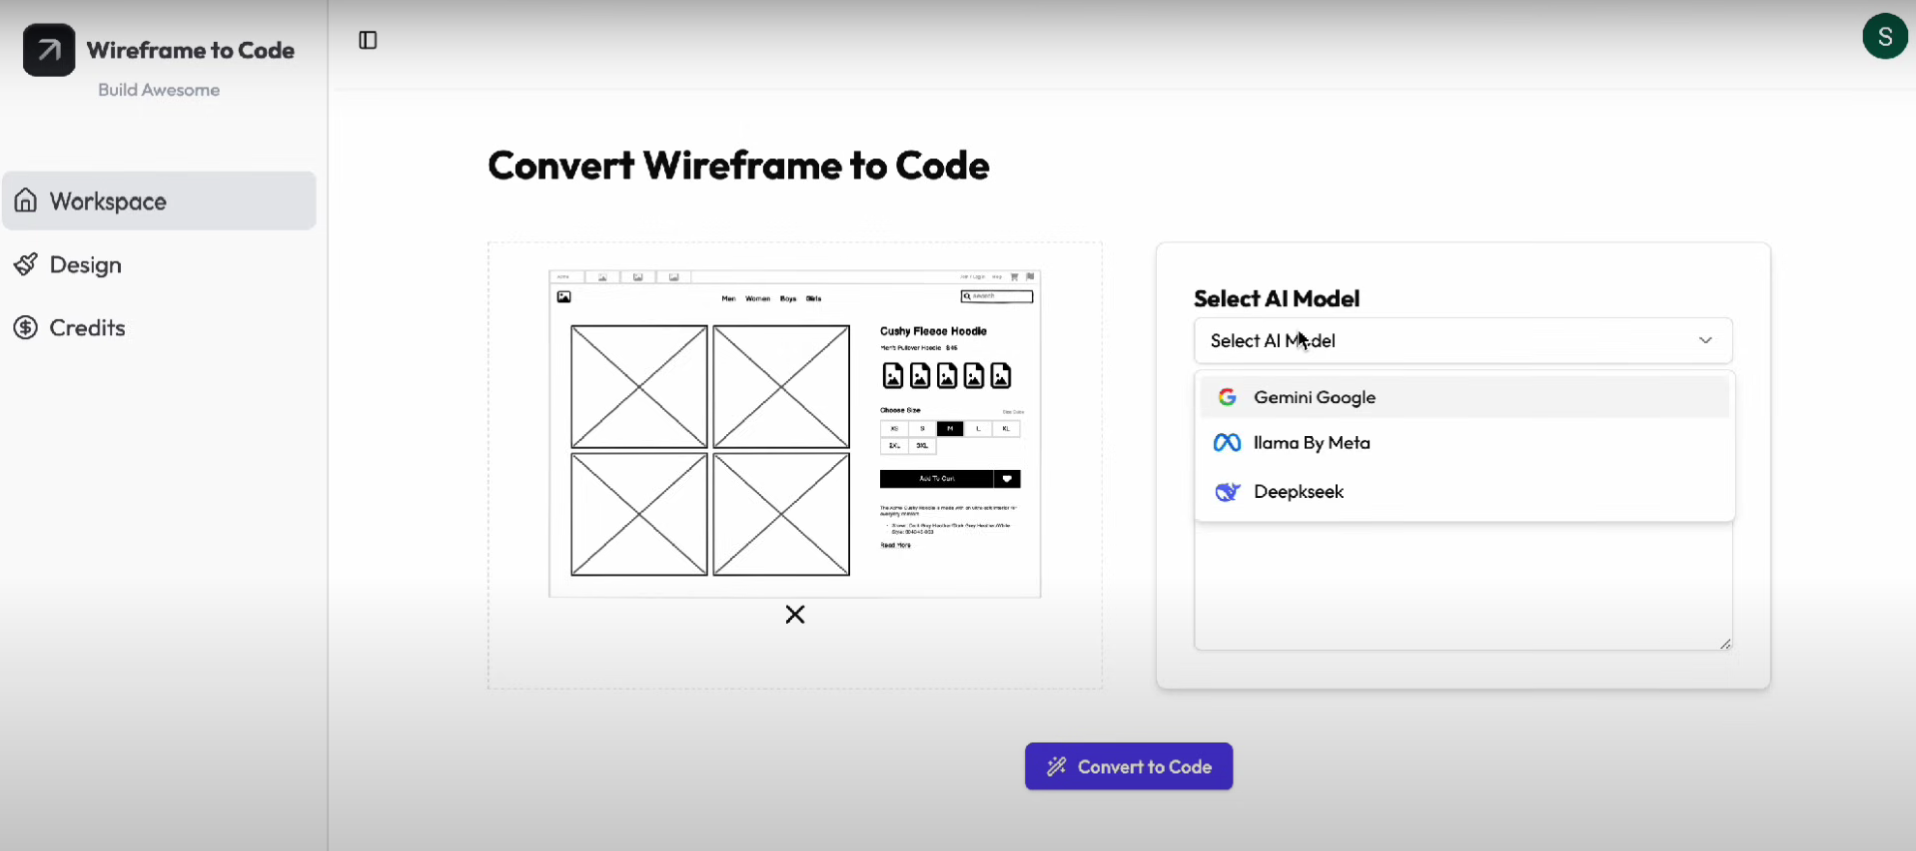 Wireframe to Code
Build Awesome
S
Workspace
Design
Credits
Convert Wireframe to Code
Men Women Boys Girls
Search
Cushy Fleece Hoodie
Men's Pullover Hoodie $45
Choose Size
XS S M L XL
2XL 3XL
Add To Cart
Read More
Select AI Model
Select AI Model
Gemini Google
llama By Meta
Deepkseek
Convert to Code